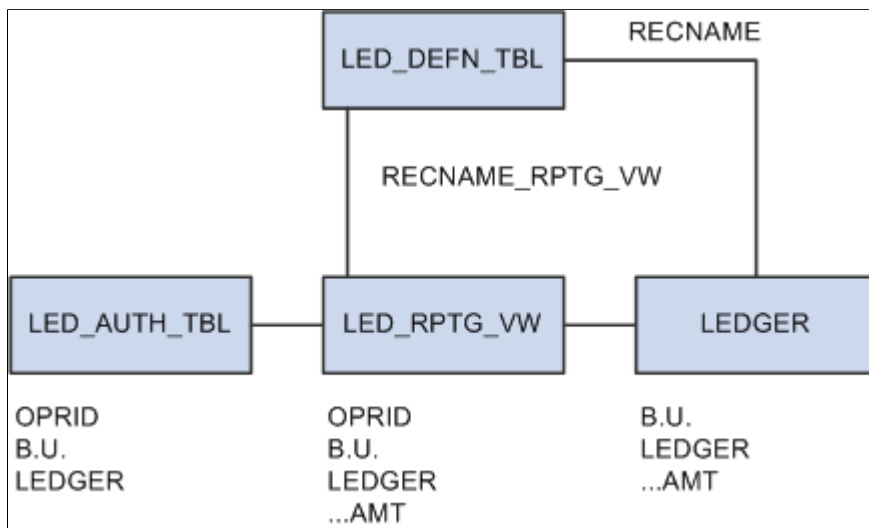 LED_DEFN_TBL
RECNAME
RECNAME_RPTG_VW
LED_AUTH_TBL
LED_RPTG_VW
LEDGER
OPRID
B.U.
LEDGER
OPRID
B.U.
LEDGER
...AMT
B.U.
LEDGER
...AMT